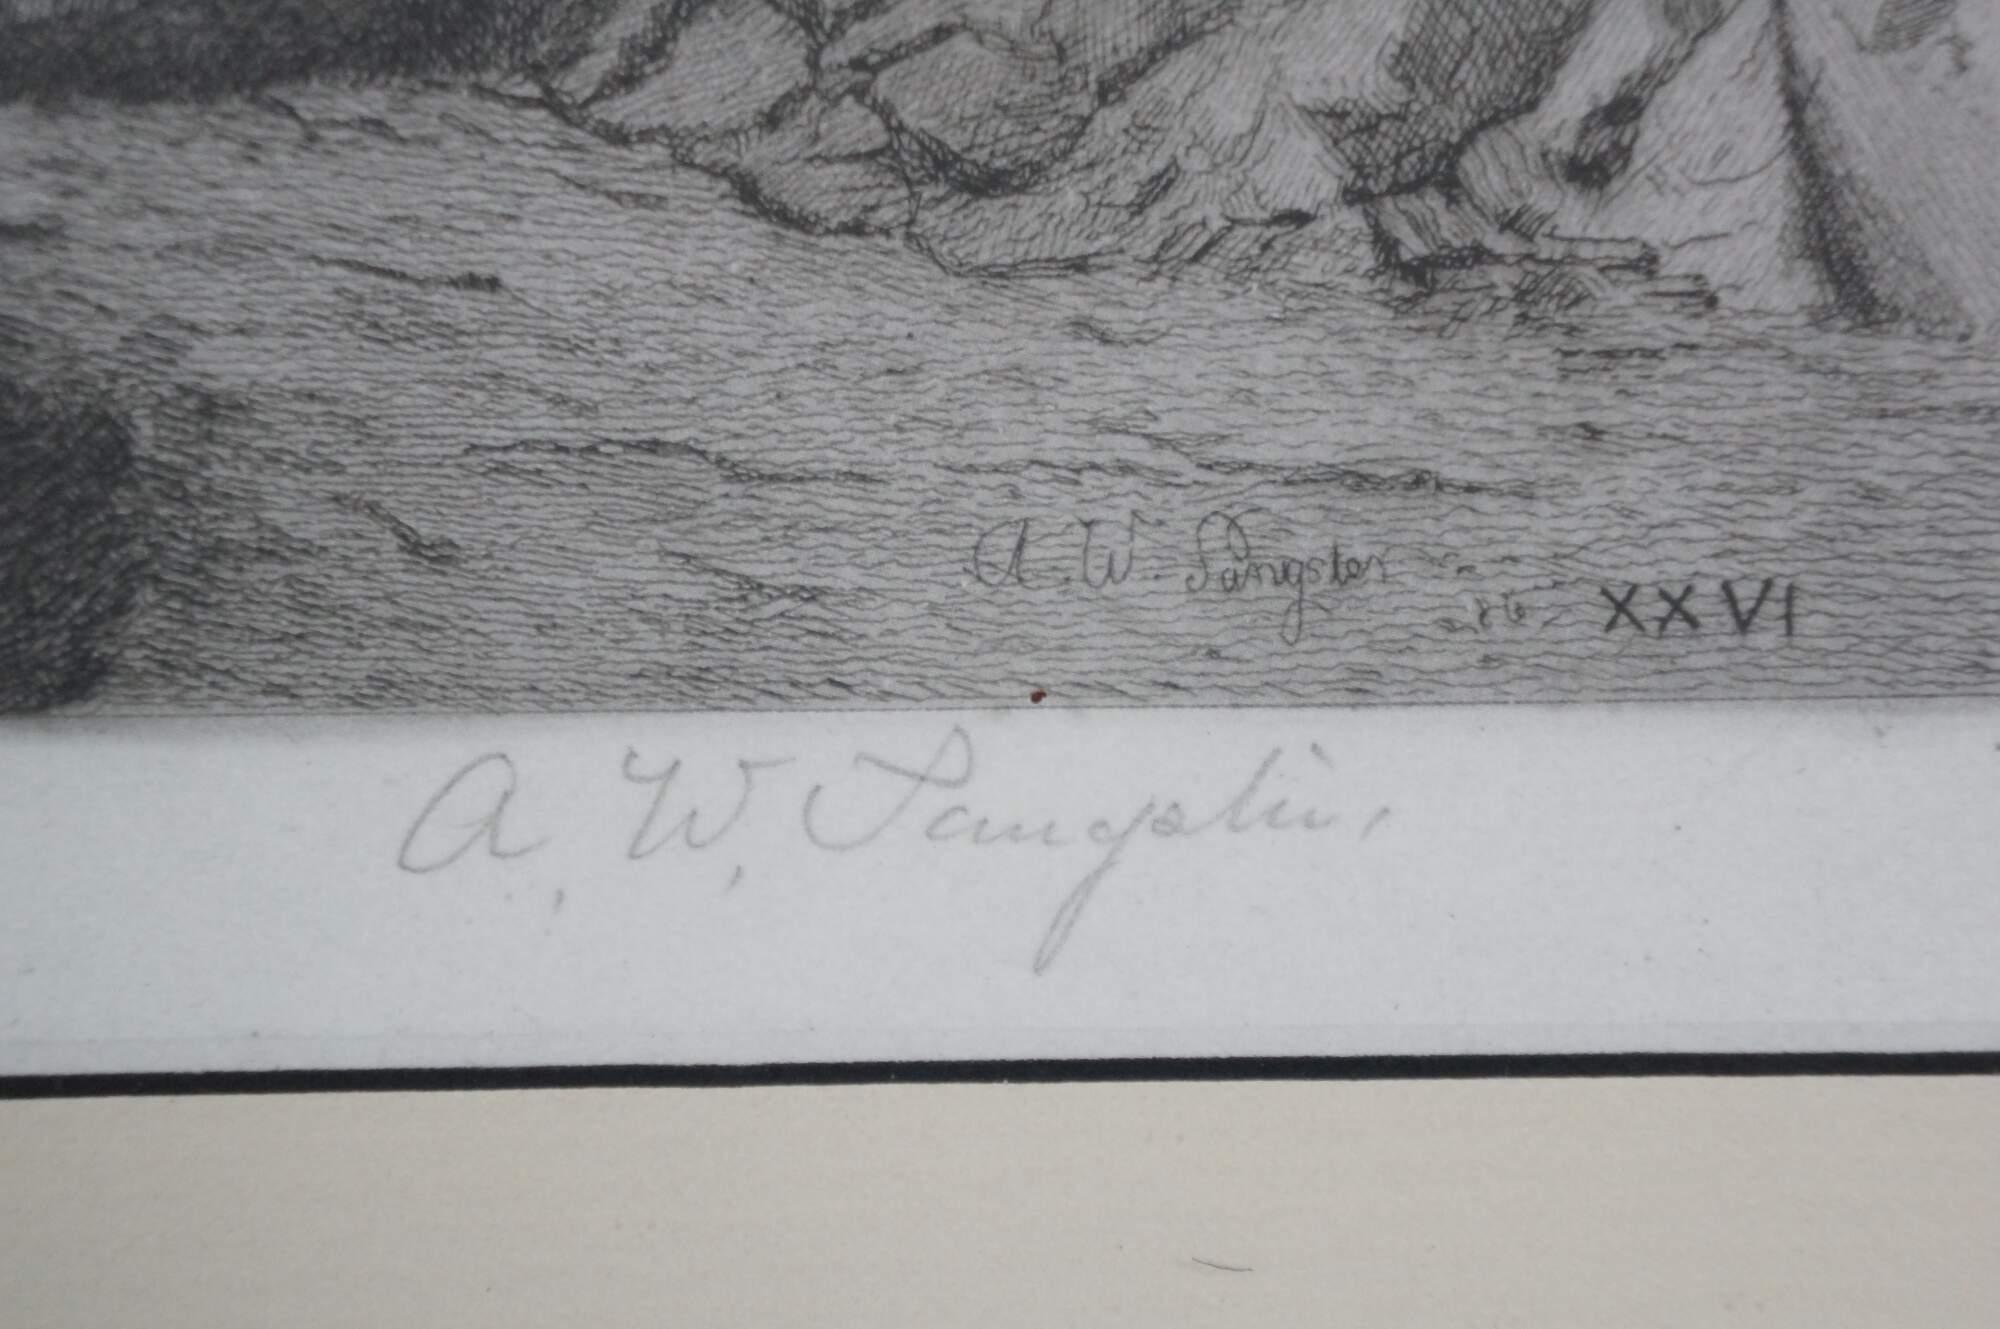 A. W. Sangster
86 XXVI
A. W. Sangster.